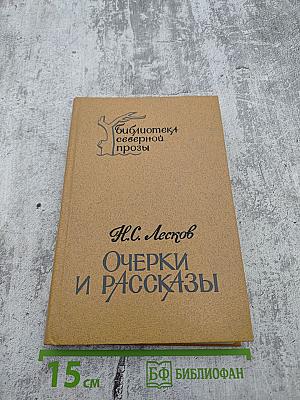 библиотека
северной
прозы
Н.С. Лесков
ОЧЕРКИ
И РАССКАЗЫ
15 см
БФ БИБЛИОФАН